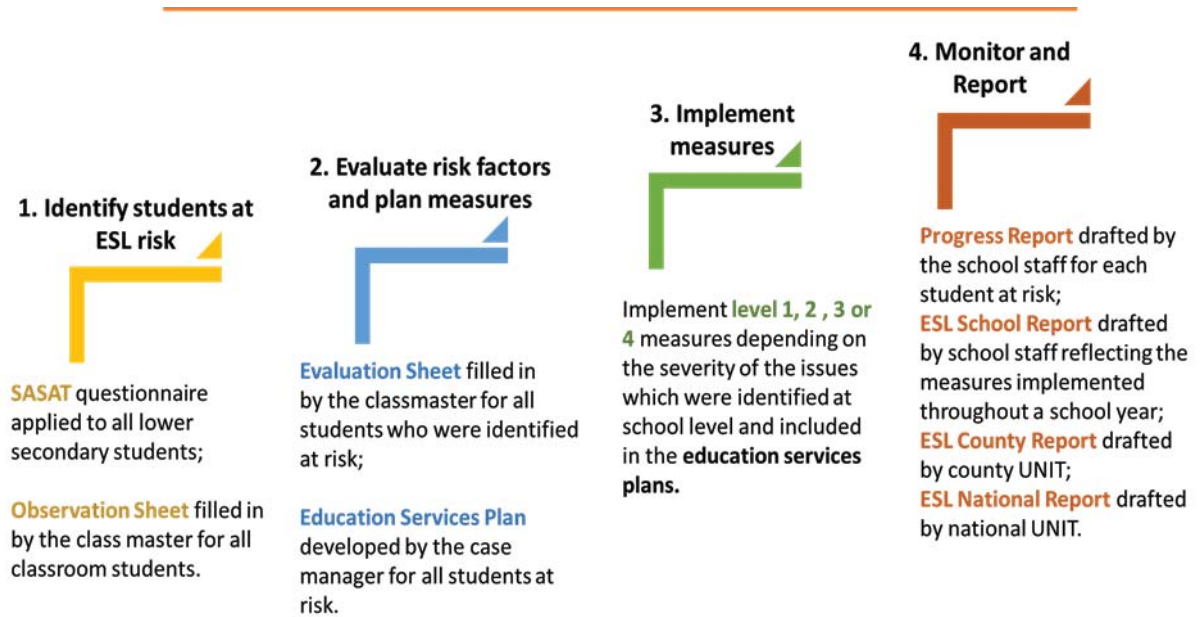 1. Identify students at
ESL risk
SASAT questionnaire
applied to all lower
secondary students;
Observation Sheet filled in
by the class master for all
classroom students.
2. Evaluate risk factors
and plan measures
Evaluation Sheet filled in
by the classmaster for all
students who were identified
at risk;
Education Services Plan
developed by the case
manager for all students at
risk.
3. Implement
measures
Implement level 1, 2 , 3 or
4 measures depending on
the severity of the issues
which were identified at
school level and included
in the education services
plans.
4. Monitor and
Report
Progress Report drafted by
the school staff for each
student at risk;
ESL School Report drafted
by school staff reflecting the
measures implemented
throughout a school year;
ESL County Report drafted
by county UNIT;
ESL National Report drafted
by national UNIT.